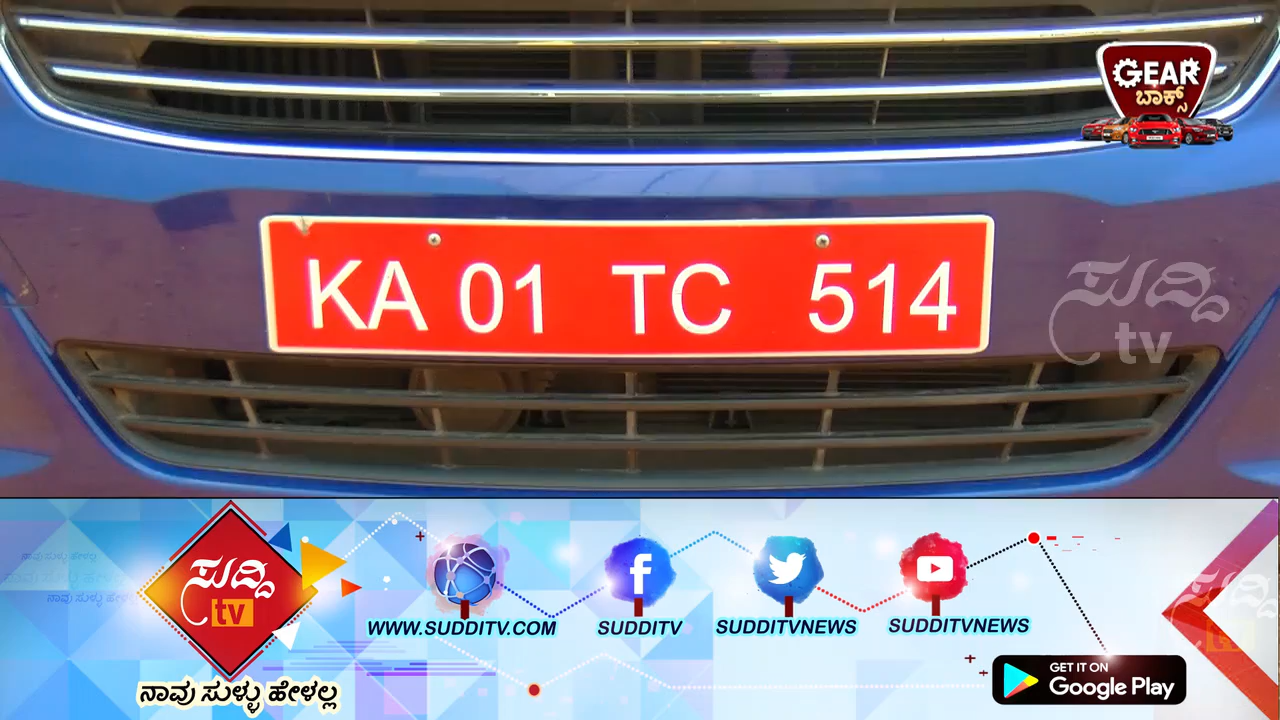 GEAR
ಬಾಕ್ಸ್
KA 01 TC 514
ಸುದ್ದಿ
tv
ಸುದ್ದಿ
tv
WWW.SUDDITV.COM
SUDDITV
SUDDITVNEWS
SUDDITVNEWS
ನಾವು ಸುಳ್ಳು ಹೇಳಲ್ಲ
GET IT ON
Google Play